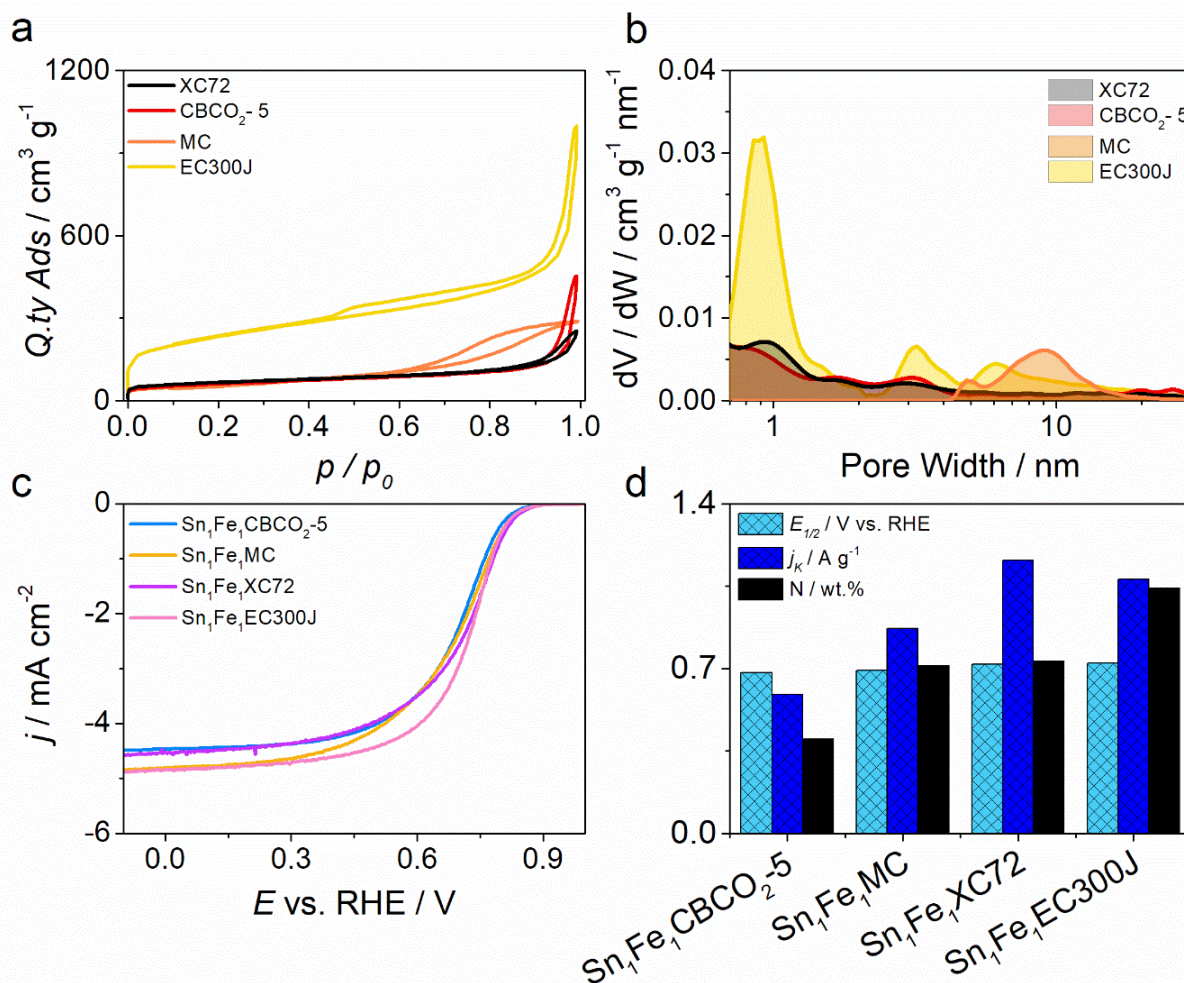 a
1200
600
0
Q.ty Ads / cm³ g⁻¹
XC72
CBCO₂- 5
MC
EC300J
0.0 0.2 0.4 0.6 0.8 1.0
p / p₀
b
0.04
0.03
0.02
0.01
0.00
dV / dW / cm³ g⁻¹ nm⁻¹
XC72
CBCO₂- 5
MC
EC300J
1 10
Pore Width / nm
c
0
-2
-4
-6
j / mA cm⁻²
Sn₁Fe₁CBCO₂-5
Sn₁Fe₁MC
Sn₁Fe₁XC72
Sn₁Fe₁EC300J
0.0 0.3 0.6 0.9
E vs. RHE / V
d
1.4
0.7
0.0
E₁/₂ / V vs. RHE
j_K / A g⁻¹
N / wt.%
Sn₁Fe₁CBCO₂-5
Sn₁Fe₁MC
Sn₁Fe₁XC72
Sn₁Fe₁EC300J